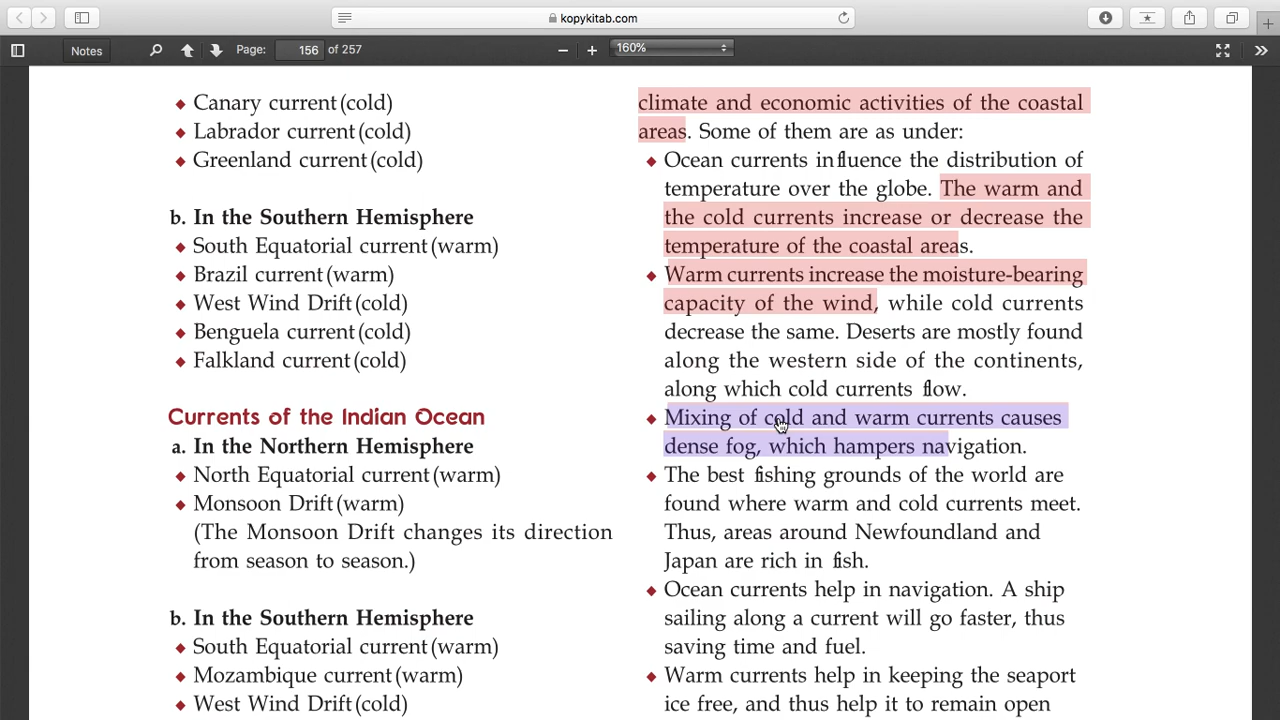 kopykitab.com
Notes
Page: 156 of 257
160%
Canary current (cold)
Labrador current (cold)
Greenland current (cold)
b. In the Southern Hemisphere
South Equatorial current (warm)
Brazil current (warm)
West Wind Drift (cold)
Benguela current (cold)
Falkland current (cold)
Currents of the Indian Ocean
a. In the Northern Hemisphere
North Equatorial current (warm)
Monsoon Drift (warm)
(The Monsoon Drift changes its direction
from season to season.)
b. In the Southern Hemisphere
South Equatorial current (warm)
Mozambique current (warm)
West Wind Drift (cold)
climate and economic activities of the coastal
areas. Some of them are as under:
Ocean currents influence the distribution of
temperature over the globe. The warm and
the cold currents increase or decrease the
temperature of the coastal areas.
Warm currents increase the moisture-bearing
capacity of the wind, while cold currents
decrease the same. Deserts are mostly found
along the western side of the continents,
along which cold currents flow.
Mixing of cold and warm currents causes
dense fog, which hampers navigation.
The best fishing grounds of the world are
found where warm and cold currents meet.
Thus, areas around Newfoundland and
Japan are rich in fish.
Ocean currents help in navigation. A ship
sailing along a current will go faster, thus
saving time and fuel.
Warm currents help in keeping the seaport
ice free, and thus help it to remain open